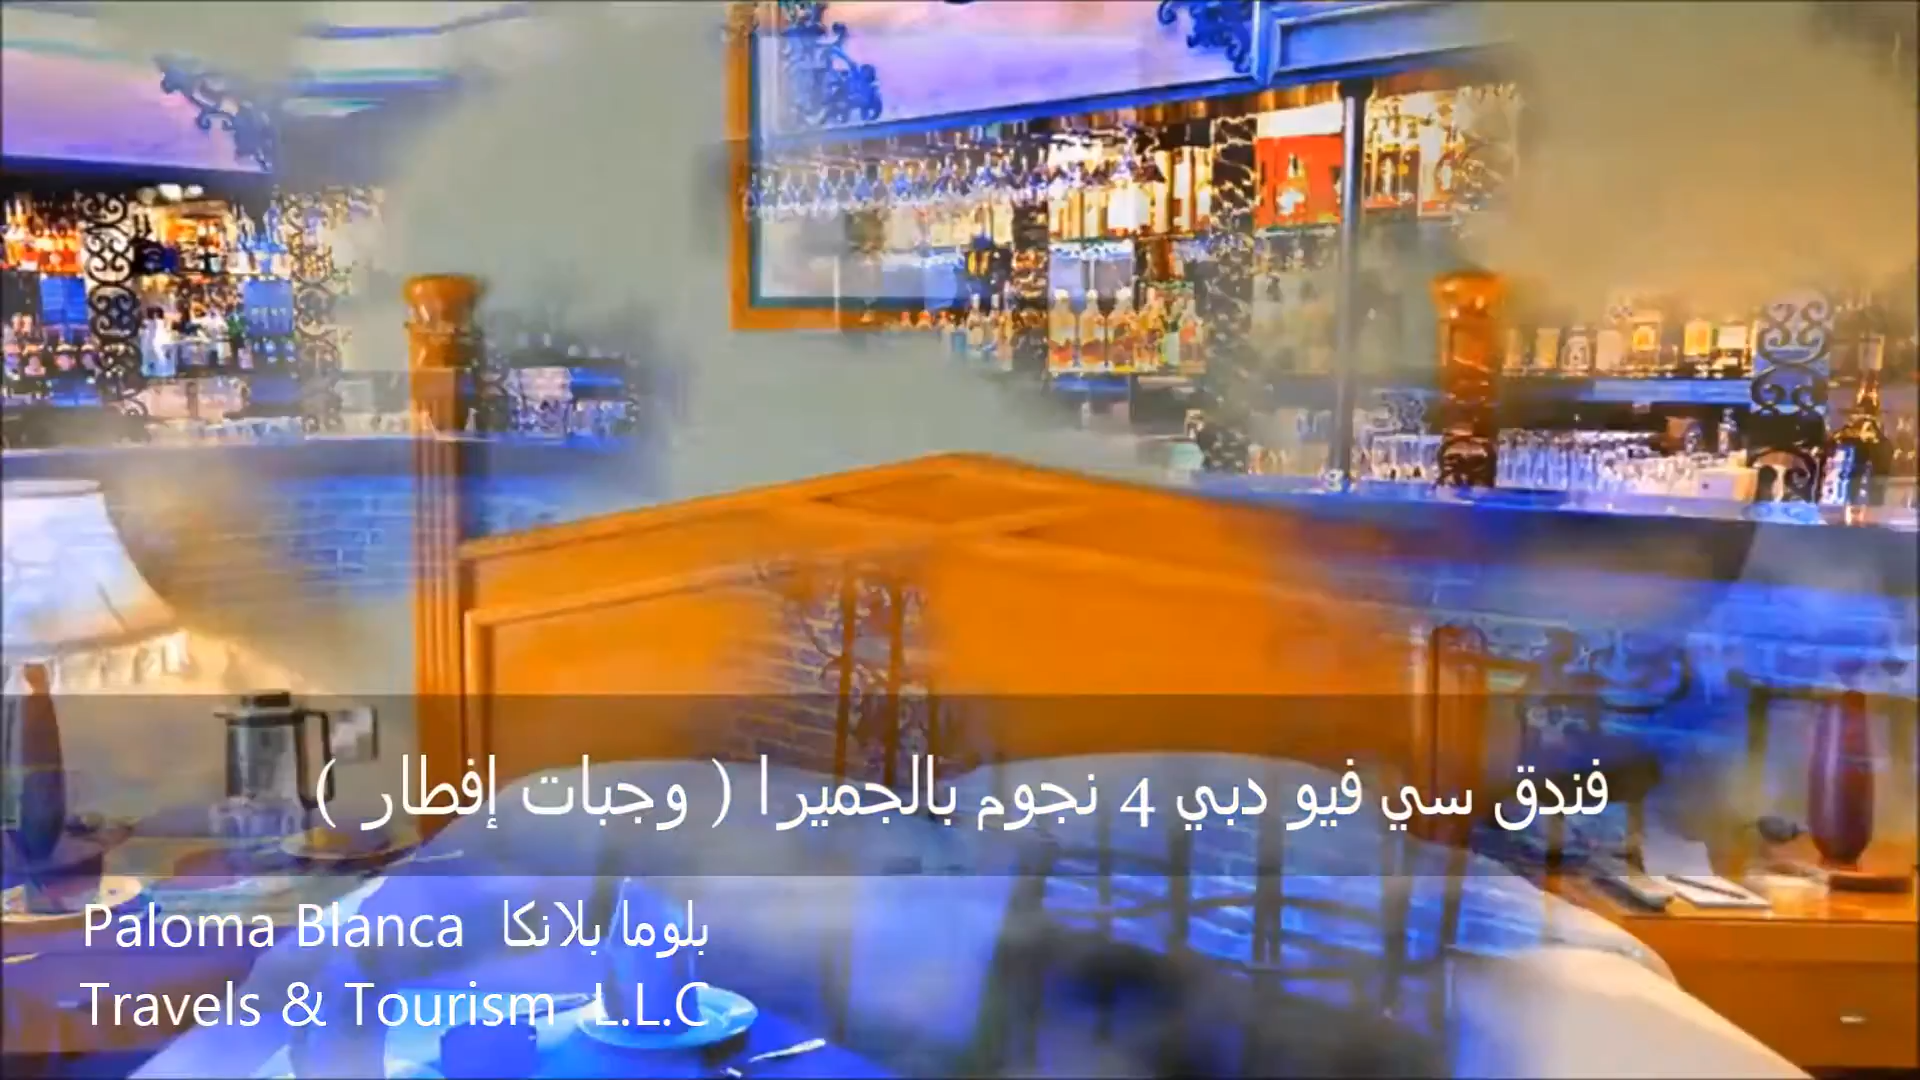 فندق سي فيو دبي 4 نجوم بالجميرا ( وجبات إفطار )
Paloma Blanca بلوما بلانكا
Travels & Tourism L.L.C